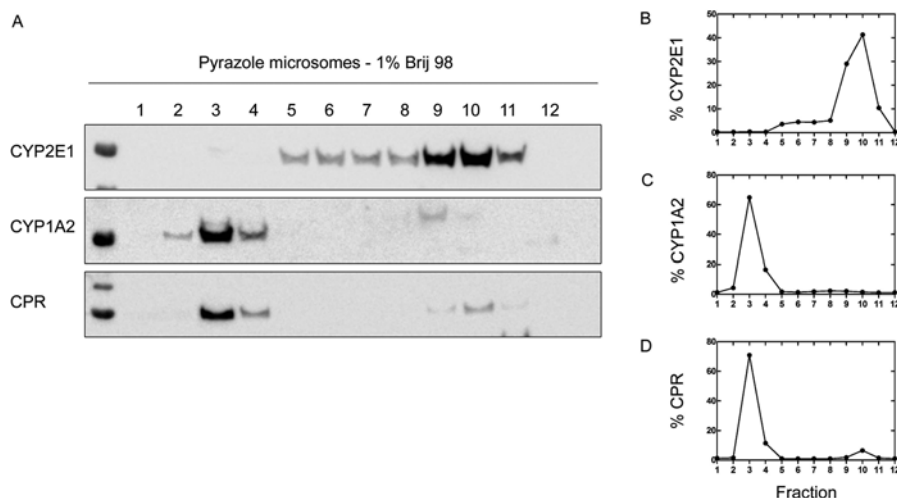 A
Pyrazole microsomes - 1% Brij 98
1 2 3 4 5 6 7 8 9 10 11 12
CYP2E1
CYP1A2
CPR
B
% CYP2E1
50
40
30
20
10
0
1 2 3 4 5 6 7 8 9 10 11 12
C
% CYP1A2
80
60
40
20
0
1 2 3 4 5 6 7 8 9 10 11 12
D
% CPR
80
60
40
20
0
1 2 3 4 5 6 7 8 9 10 11 12
Fraction